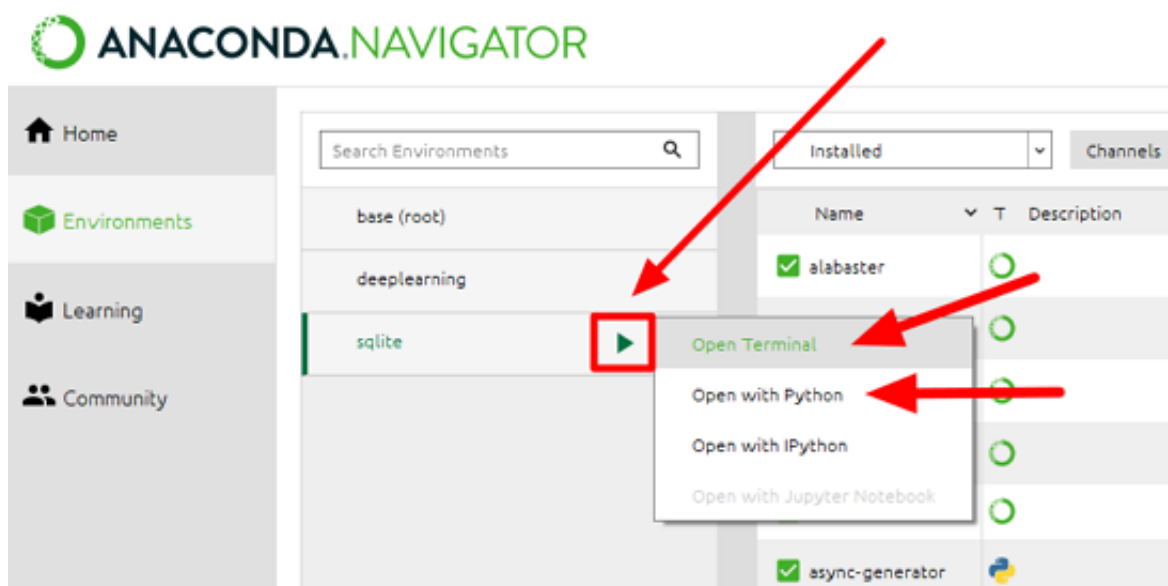 ANACONDA.NAVIGATOR
Home
Environments
Learning
Community
Search Environments
base (root)
deeplearning
sqlite
Installed
Channels
Name
T
Description
alabaster
Open Terminal
Open with Python
Open with IPython
Open with Jupyter Notebook
async-generator